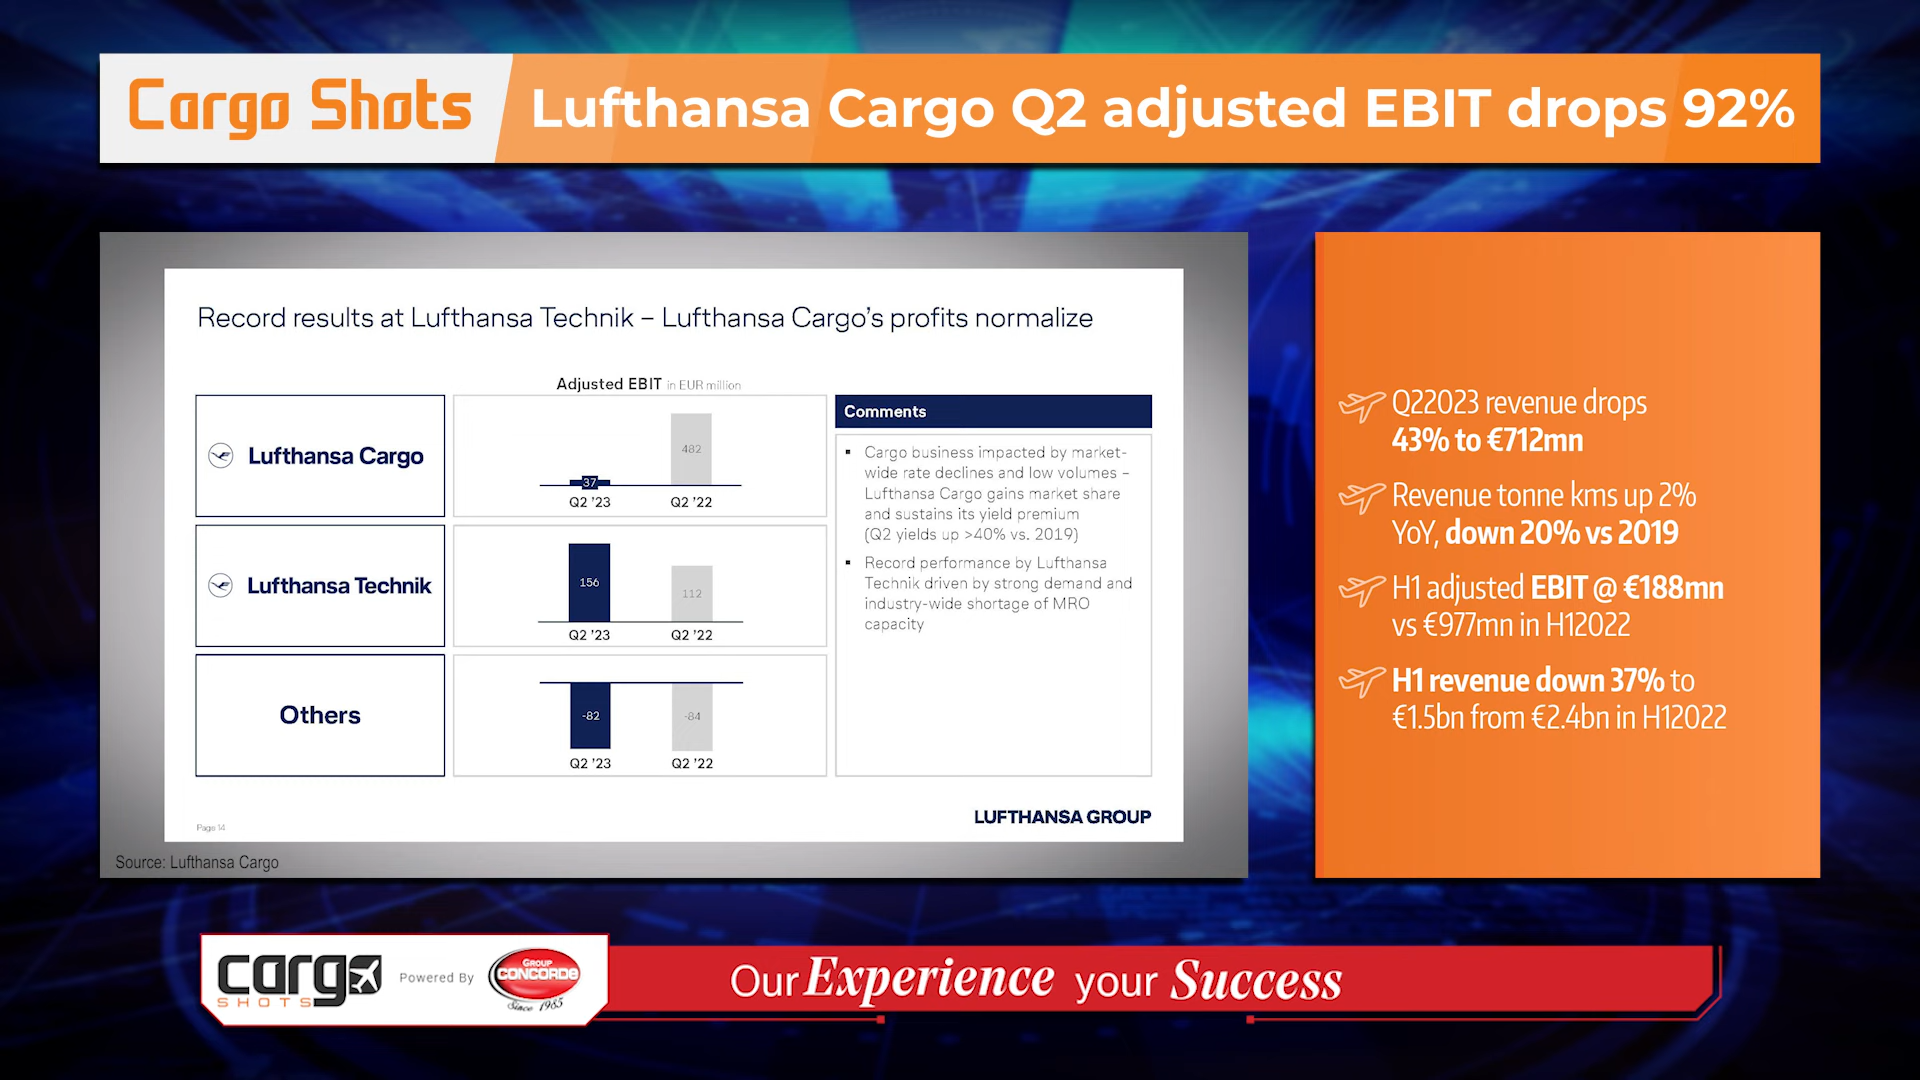 Cargo Shots
Lufthansa Cargo Q2 adjusted EBIT drops 92%
Record results at Lufthansa Technik – Lufthansa Cargo's profits normalize
Adjusted EBIT in EUR million
Lufthansa Cargo
37
482
Q2 '23
Q2 '22
Lufthansa Technik
156
112
Q2 '23
Q2 '22
Others
-82
-84
Q2 '23
Q2 '22
Comments
▪ Cargo business impacted by market-
wide rate declines and low volumes –
Lufthansa Cargo gains market share
and sustains its yield premium
(Q2 yields up >40% vs. 2019)
▪ Record performance by Lufthansa
Technik driven by strong demand and
industry-wide shortage of MRO
capacity
Page 14
LUFTHANSA GROUP
Source: Lufthansa Cargo
Q22023 revenue drops
43% to €712mn
Revenue tonne kms up 2%
YoY, down 20% vs 2019
H1 adjusted EBIT @ €188mn
vs €977mn in H12022
H1 revenue down 37% to
€1.5bn from €2.4bn in H12022
cargo
SHOTS
Powered By
GROUP
CONCORDE
Since 1985
Our Experience your Success